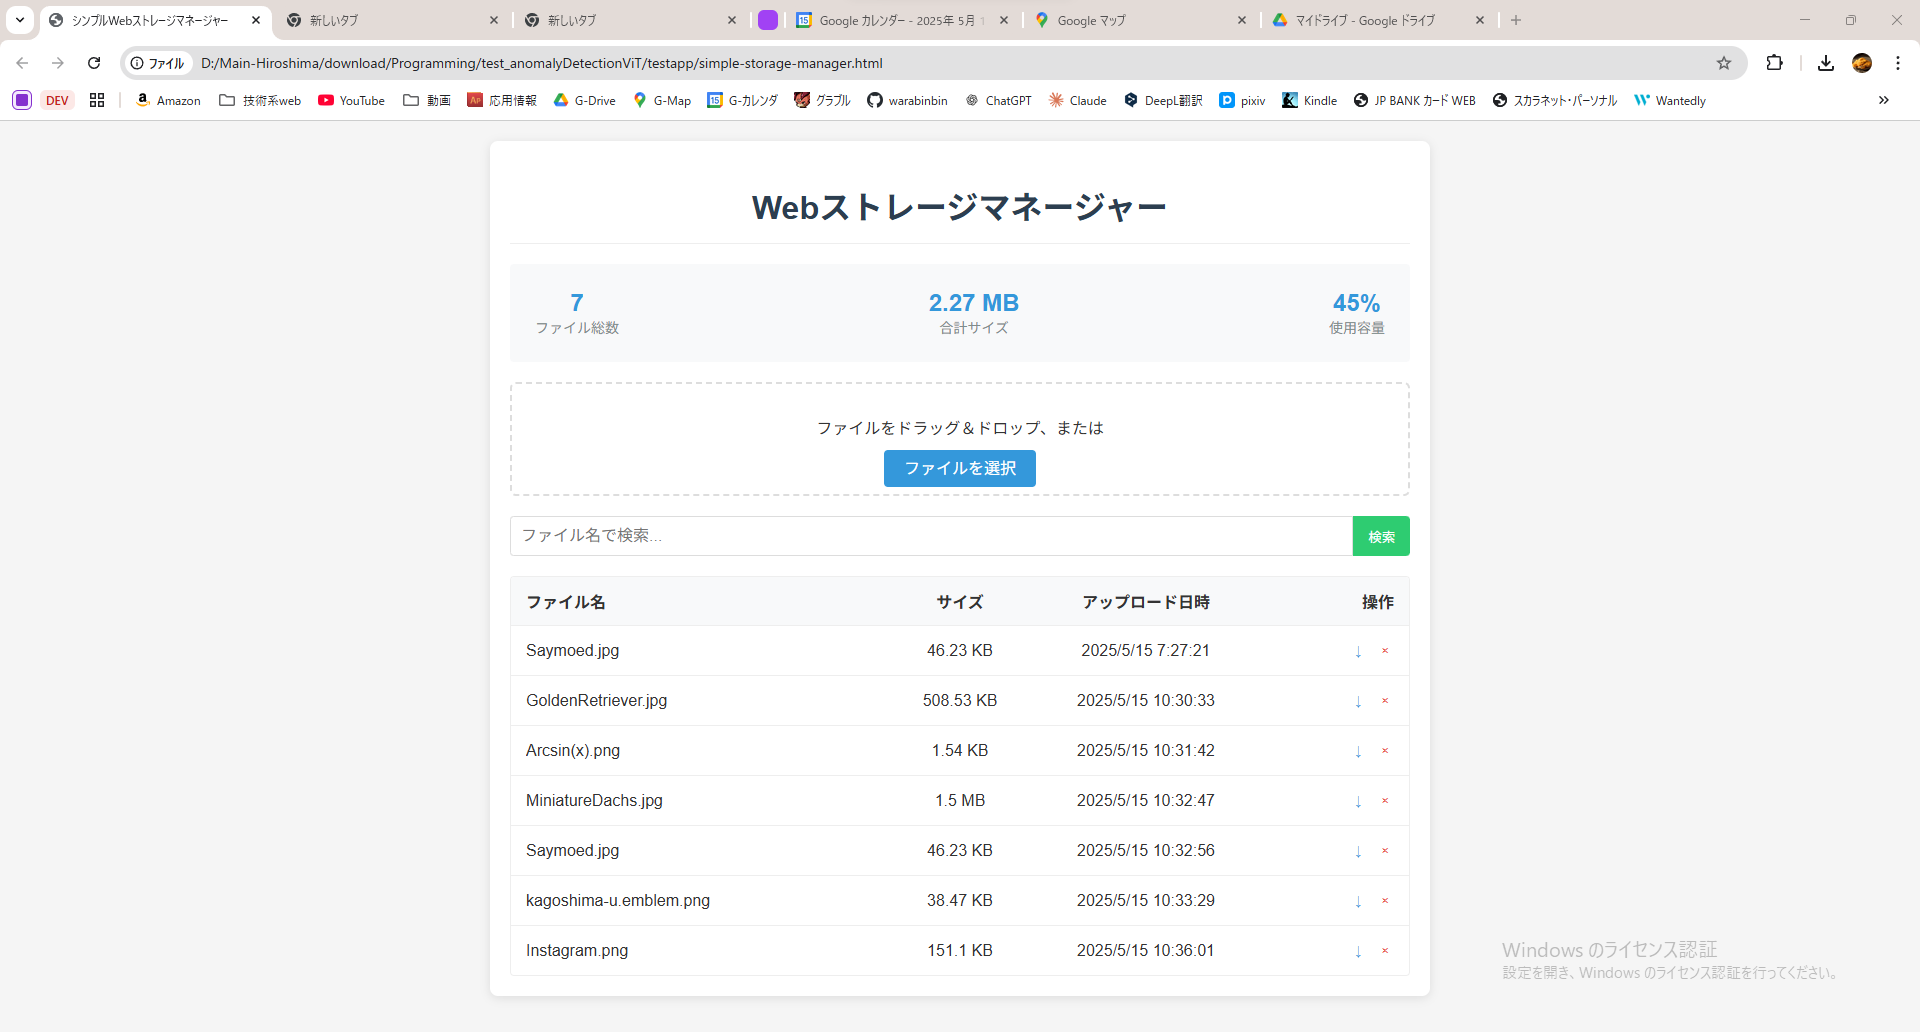 シンプルWebストレージマネージャー
新しいタブ
新しいタブ
Google カレンダー - 2025年 5月 1
Google マップ
マイドライブ - Google ドライブ
ファイル
D:/Main-Hiroshima/download/Programming/test_anomalyDetectionViT/testapp/simple-storage-manager.html
DEV
Amazon
技術系web
YouTube
動画
応用情報
G-Drive
G-Map
G-カレンダ
グラブル
warabinbin
ChatGPT
Claude
DeepL翻訳
pixiv
Kindle
JP BANK カード WEB
スカラネット・パーソナル
Wantedly
Webストレージマネージャー
7 2.27 MB 45%
ファイル総数 合計サイズ 使用容量
ファイルをドラッグ＆ドロップ、または
ファイルを選択
ファイル名で検索... 検索
ファイル名 サイズ アップロード日時 操作
Saymoed.jpg 46.23 KB 2025/5/15 7:27:21 ↓ ×
GoldenRetriever.jpg 508.53 KB 2025/5/15 10:30:33 ↓ ×
Arcsin(x).png 1.54 KB 2025/5/15 10:31:42 ↓ ×
MiniatureDachs.jpg 1.5 MB 2025/5/15 10:32:47 ↓ ×
Saymoed.jpg 46.23 KB 2025/5/15 10:32:56 ↓ ×
kagoshima-u.emblem.png 38.47 KB 2025/5/15 10:33:29 ↓ ×
Instagram.png 151.1 KB 2025/5/15 10:36:01 ↓ ×
Windows のライセンス認証
設定を開き、Windows のライセンス認証を行ってください。